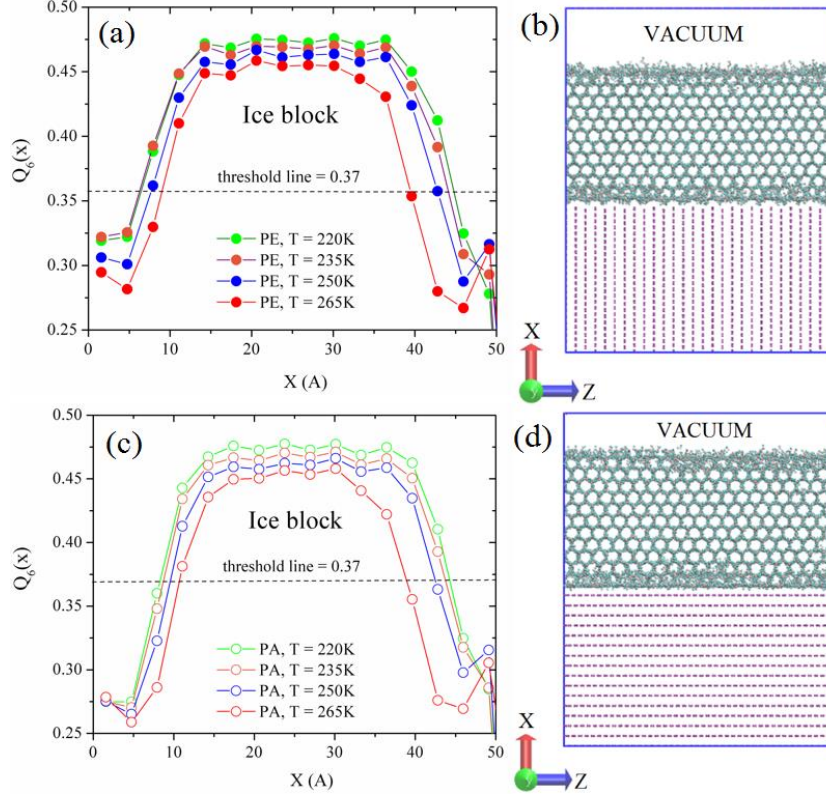 (a)
0.50
0.45
0.40
0.35
0.30
0.25
Q6(x)
Ice block
threshold line = 0.37
PE, T = 220K
PE, T = 235K
PE, T = 250K
PE, T = 265K
0 10 20 30 40 50
X (A)
(b)
VACUUM
X
y
Z
(c)
0.50
0.45
0.40
0.35
0.30
0.25
Q6(x)
Ice block
threshold line = 0.37
PA, T = 220K
PA, T = 235K
PA, T = 250K
PA, T = 265K
0 10 20 30 40 50
X (A)
(d)
VACUUM
X
y
Z